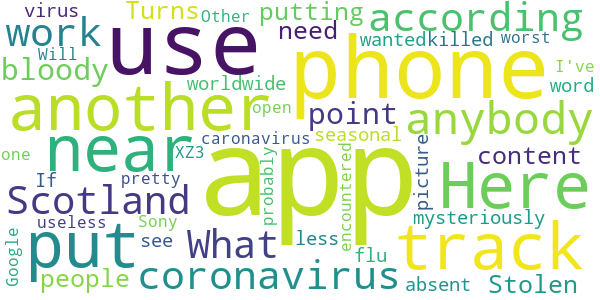 virus Turns Other putting according
work use phone need wanted killed worst
Will bloody worldwide I've
another point open word
anybody
near XZ3 caronavirus seasonal
one content
If pretty app probably encountered picture Here
Scotland
useless mysteriously
put Sony What less track
Google see flu
people coronavirus absent Stolen